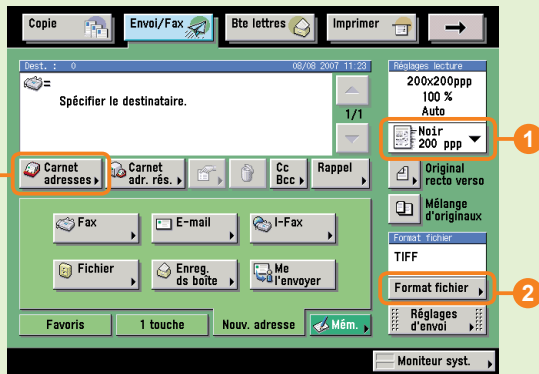 Copie
Envoi/Fax
Bte lettres
Imprimer
Dest. : 0
08/08 2007 11:23
Spécifier le destinataire.
1/1
Réglages lecture
200x200ppp
100 %
Auto
Noir
200 ppp
1
Carnet
adresses
Carnet
adr. rés.
Cc
Bcc
Rappel
Original
recto verso
Mélange
d'originaux
Fax
E-mail
I-Fax
Fichier
Enreg.
ds boîte
Me
l'envoyer
Format fichier
TIFF
Format fichier
2
Réglages
d'envoi
Favoris
1 touche
Nouv. adresse
Mém.
Moniteur syst.